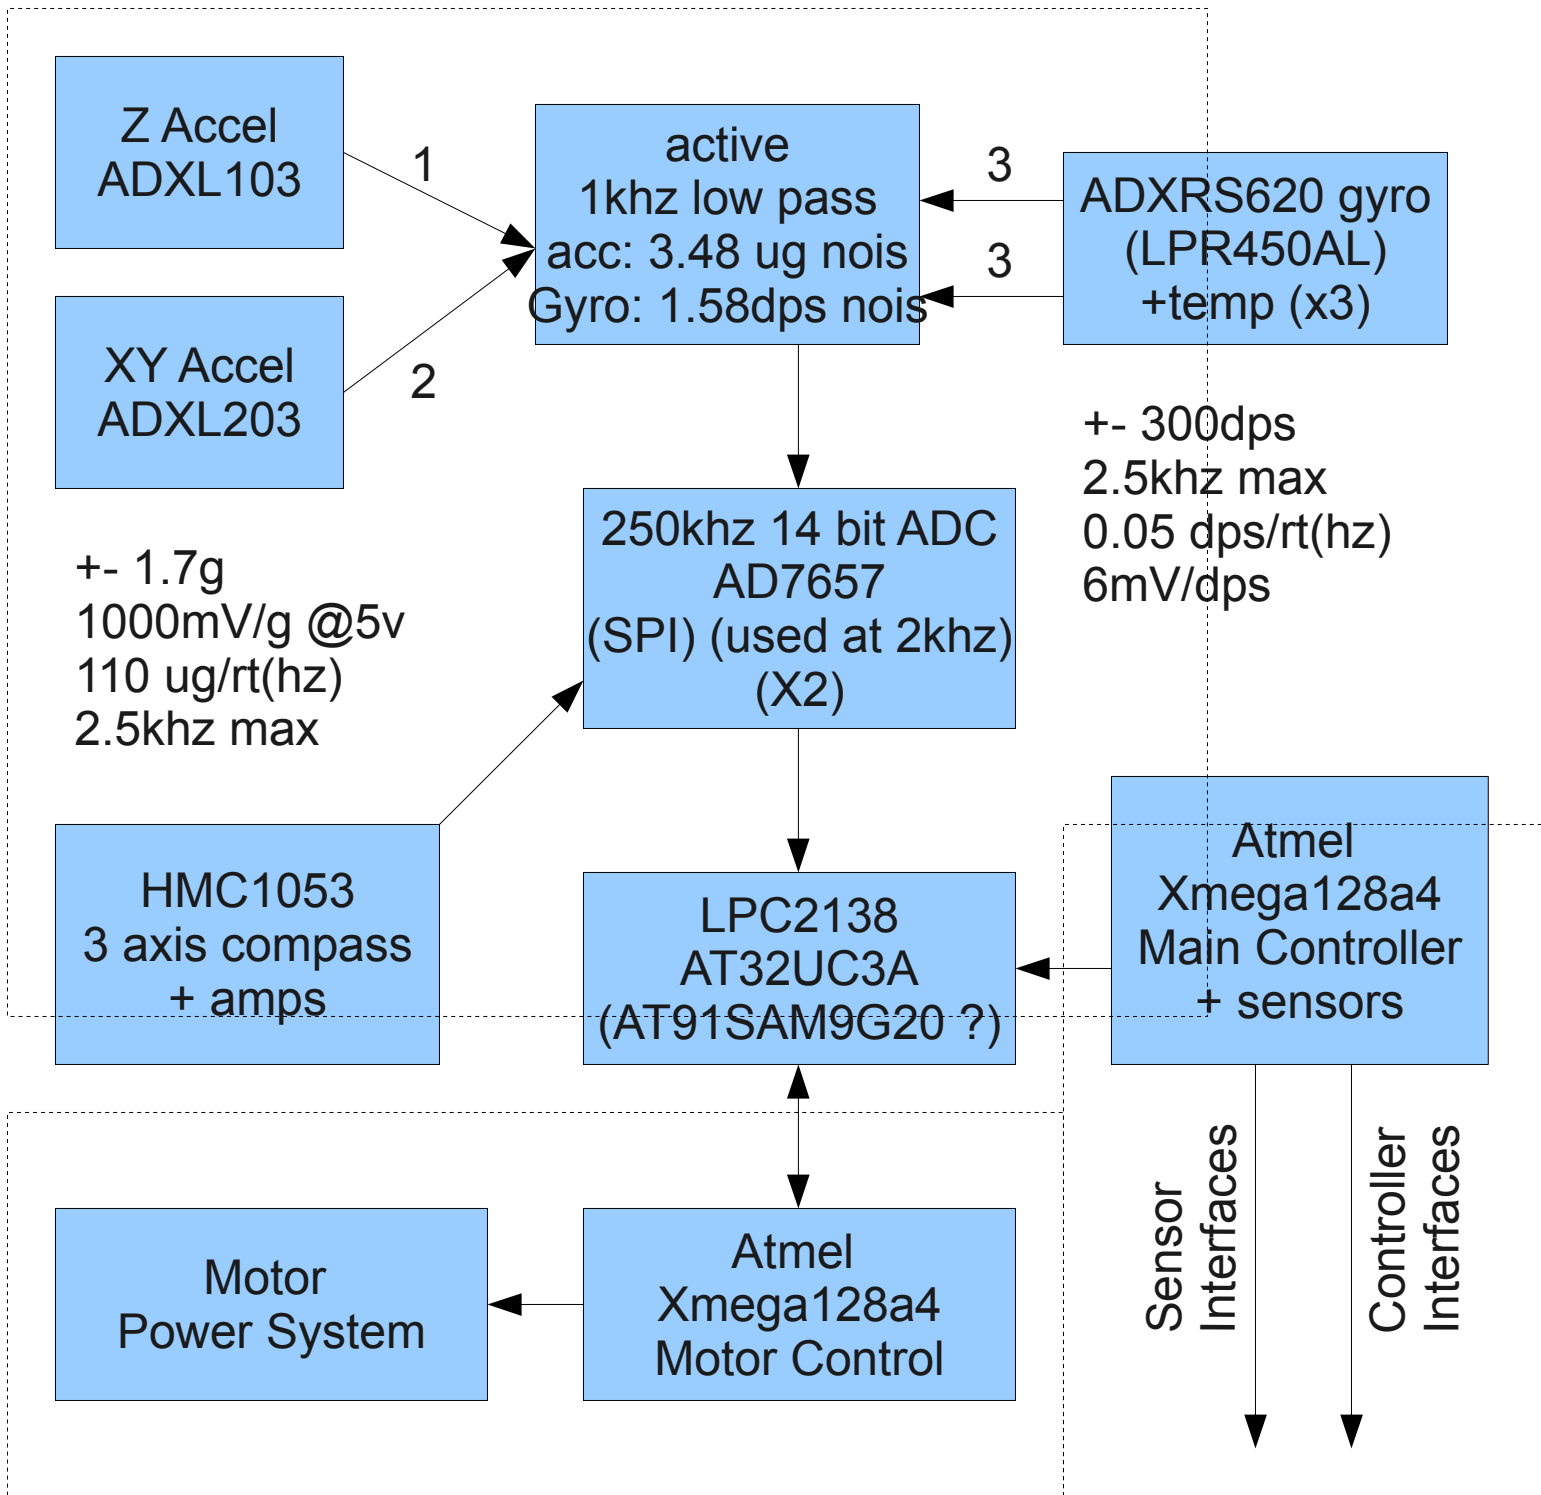 Z Accel
ADXL103
1
active
1khz low pass
acc: 3.48 ug nois
Gyro: 1.58dps nois
3
3
ADXRS620 gyro
(LPR450AL)
+temp (x3)
XY Accel
ADXL203
2
+- 300dps
2.5khz max
0.05 dps/rt(hz)
6mV/dps
+- 1.7g
1000mV/g @5v
110 ug/rt(hz)
2.5khz max
250khz 14 bit ADC
AD7657
(SPI) (used at 2khz)
(X2)
HMC1053
3 axis compass
+ amps
LPC2138
AT32UC3A
(AT91SAM9G20 ?)
Atmel
Xmega128a4
Main Controller
+ sensors
Sensor
Interfaces
Controller
Interfaces
Motor
Power System
Atmel
Xmega128a4
Motor Control